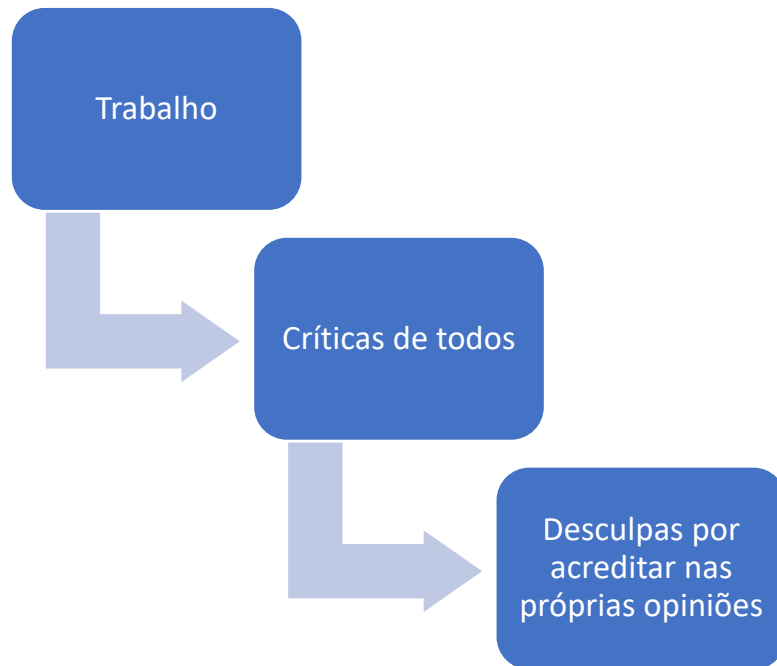 Trabalho
Críticas de todos
Desculpas por
acreditar nas
próprias opiniões